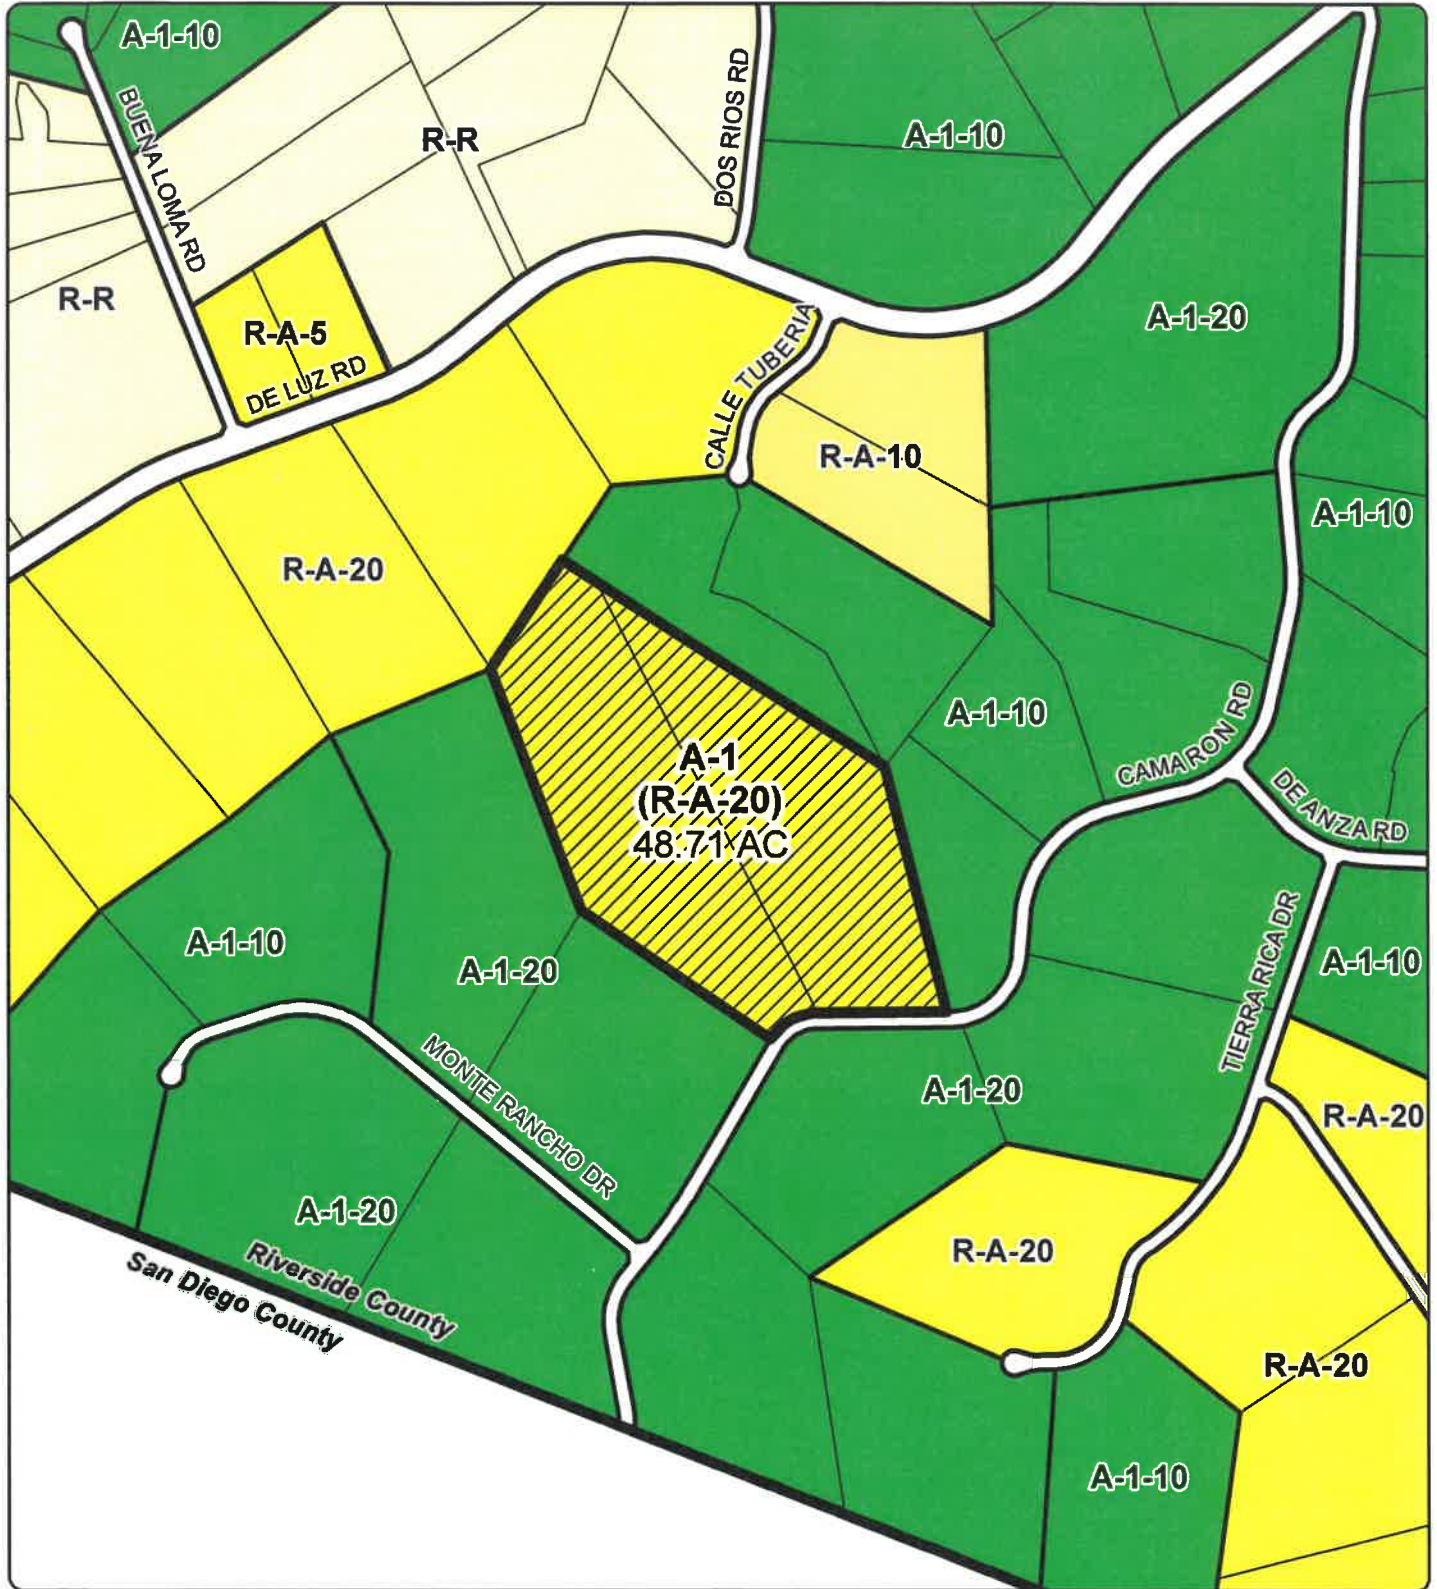 A-1-10
BUENA LOMA RD
R-R
DOS RIOS RD
A-1-10
R-R
R-A-5
DE LUZ RD
A-1-20
CALLE TUBERIA
R-A-10
A-1-10
R-A-20
A-1-10
CAMARON RD
A-1
(R-A-20)
48.71 AC
DE ANZA RD
A-1-10
A-1-20
TIERRA RICA DR
A-1-10
MONTE RANCHO DR
A-1-20
R-A-20
A-1-20
R-A-20
Riverside County
San Diego County
R-A-20
A-1-10